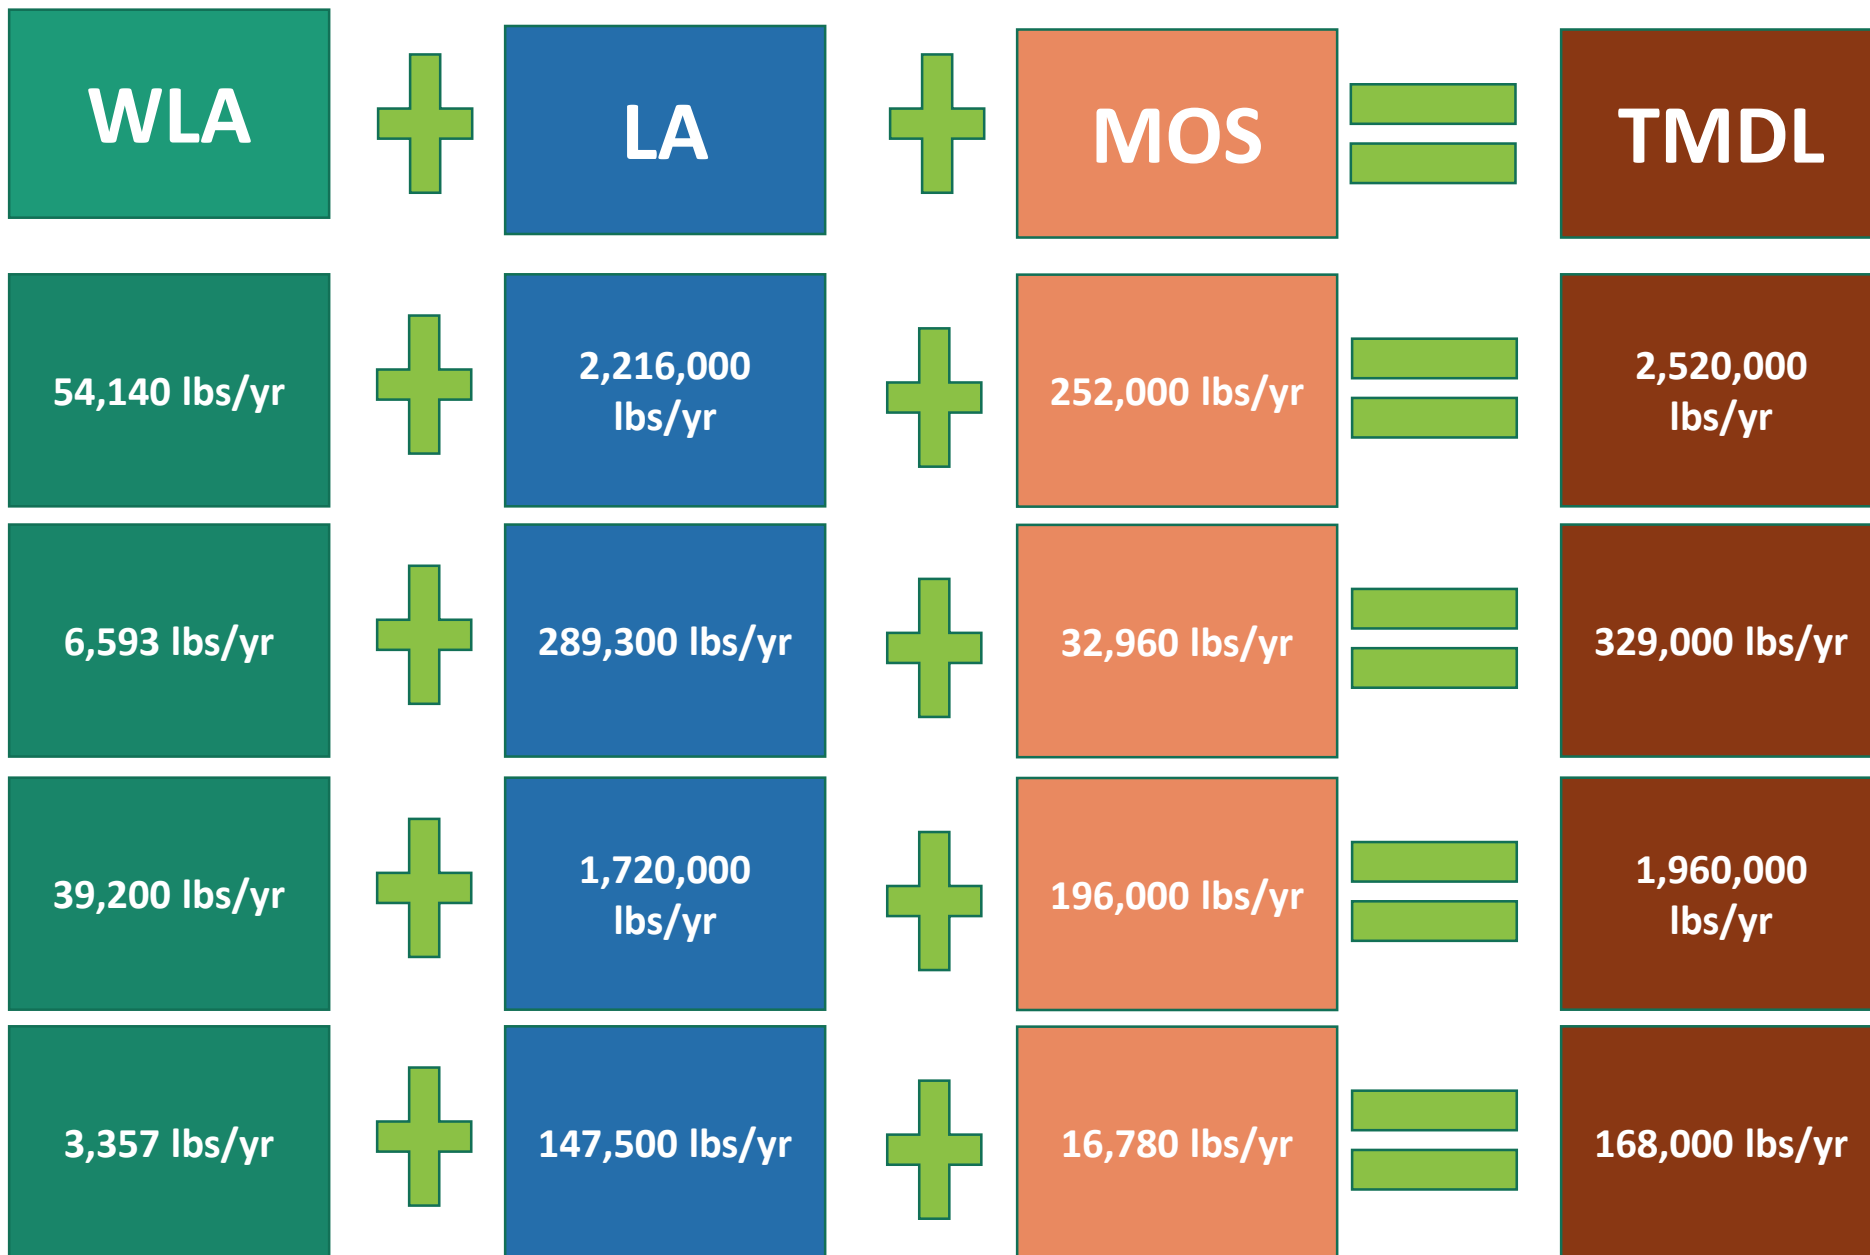 WLA
LA
MOS
TMDL
54,140 lbs/yr
2,216,000
lbs/yr
252,000 lbs/yr
2,520,000
lbs/yr
6,593 lbs/yr
289,300 lbs/yr
32,960 lbs/yr
329,000 lbs/yr
39,200 lbs/yr
1,720,000
lbs/yr
196,000 lbs/yr
1,960,000
lbs/yr
3,357 lbs/yr
147,500 lbs/yr
16,780 lbs/yr
168,000 lbs/yr